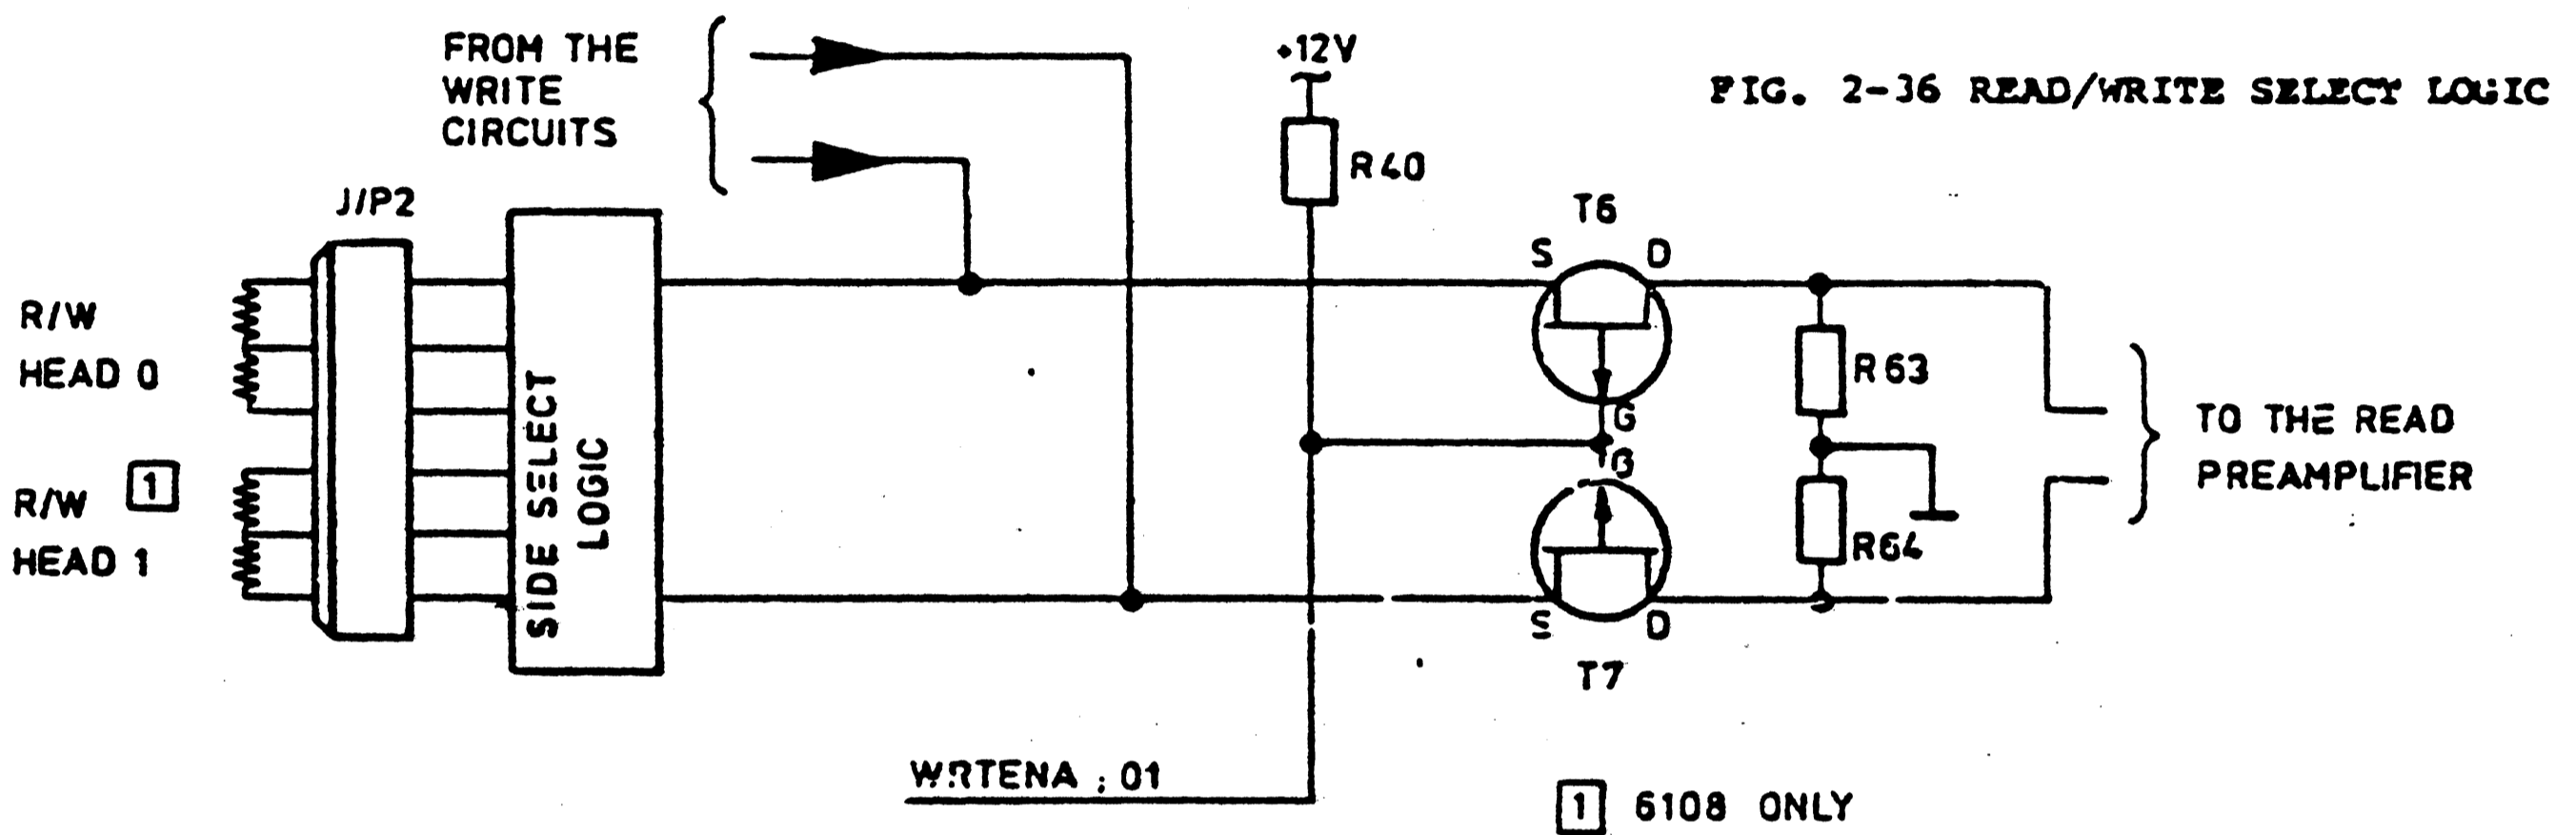 FROM THE
WRITE
CIRCUITS
+12V
FIG. 2-36 READ/WRITE SELECT LOGIC
R40
J/P2
T6
S
D
R/W
HEAD 0
R63
G
TO THE READ
PREAMPLIFIER
G
1
R/W
HEAD 1
SIDE SELECT
LOGIC
R64
S
D
T7
WRTENA ; 01
1 6108 ONLY